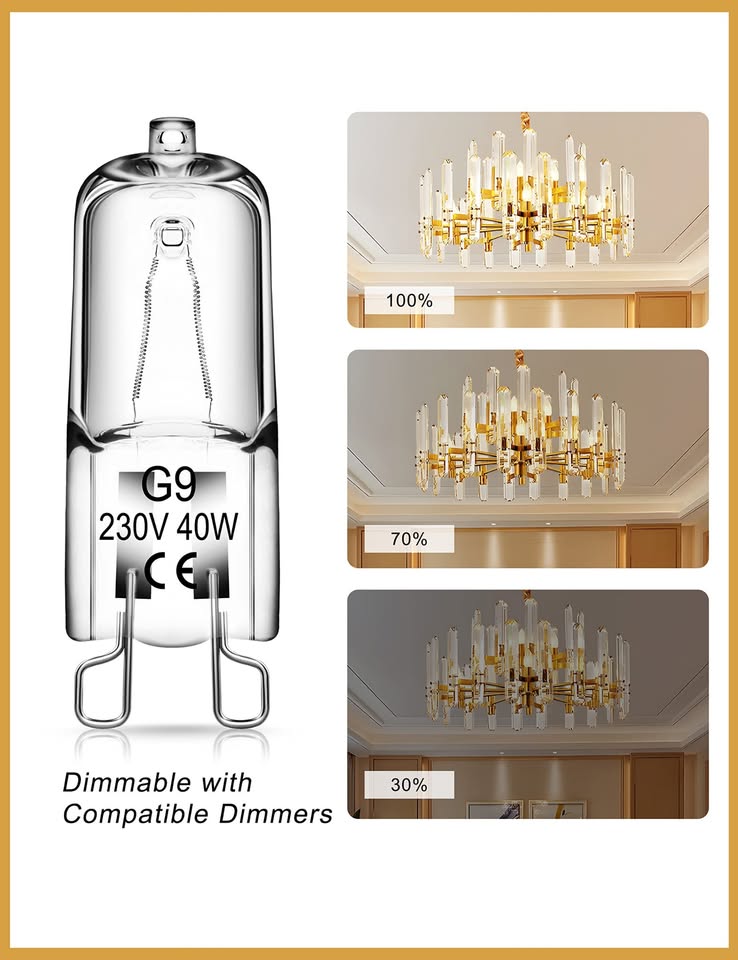 G9
230V 40W
CE
Dimmable with
Compatible Dimmers
100%
70%
30%